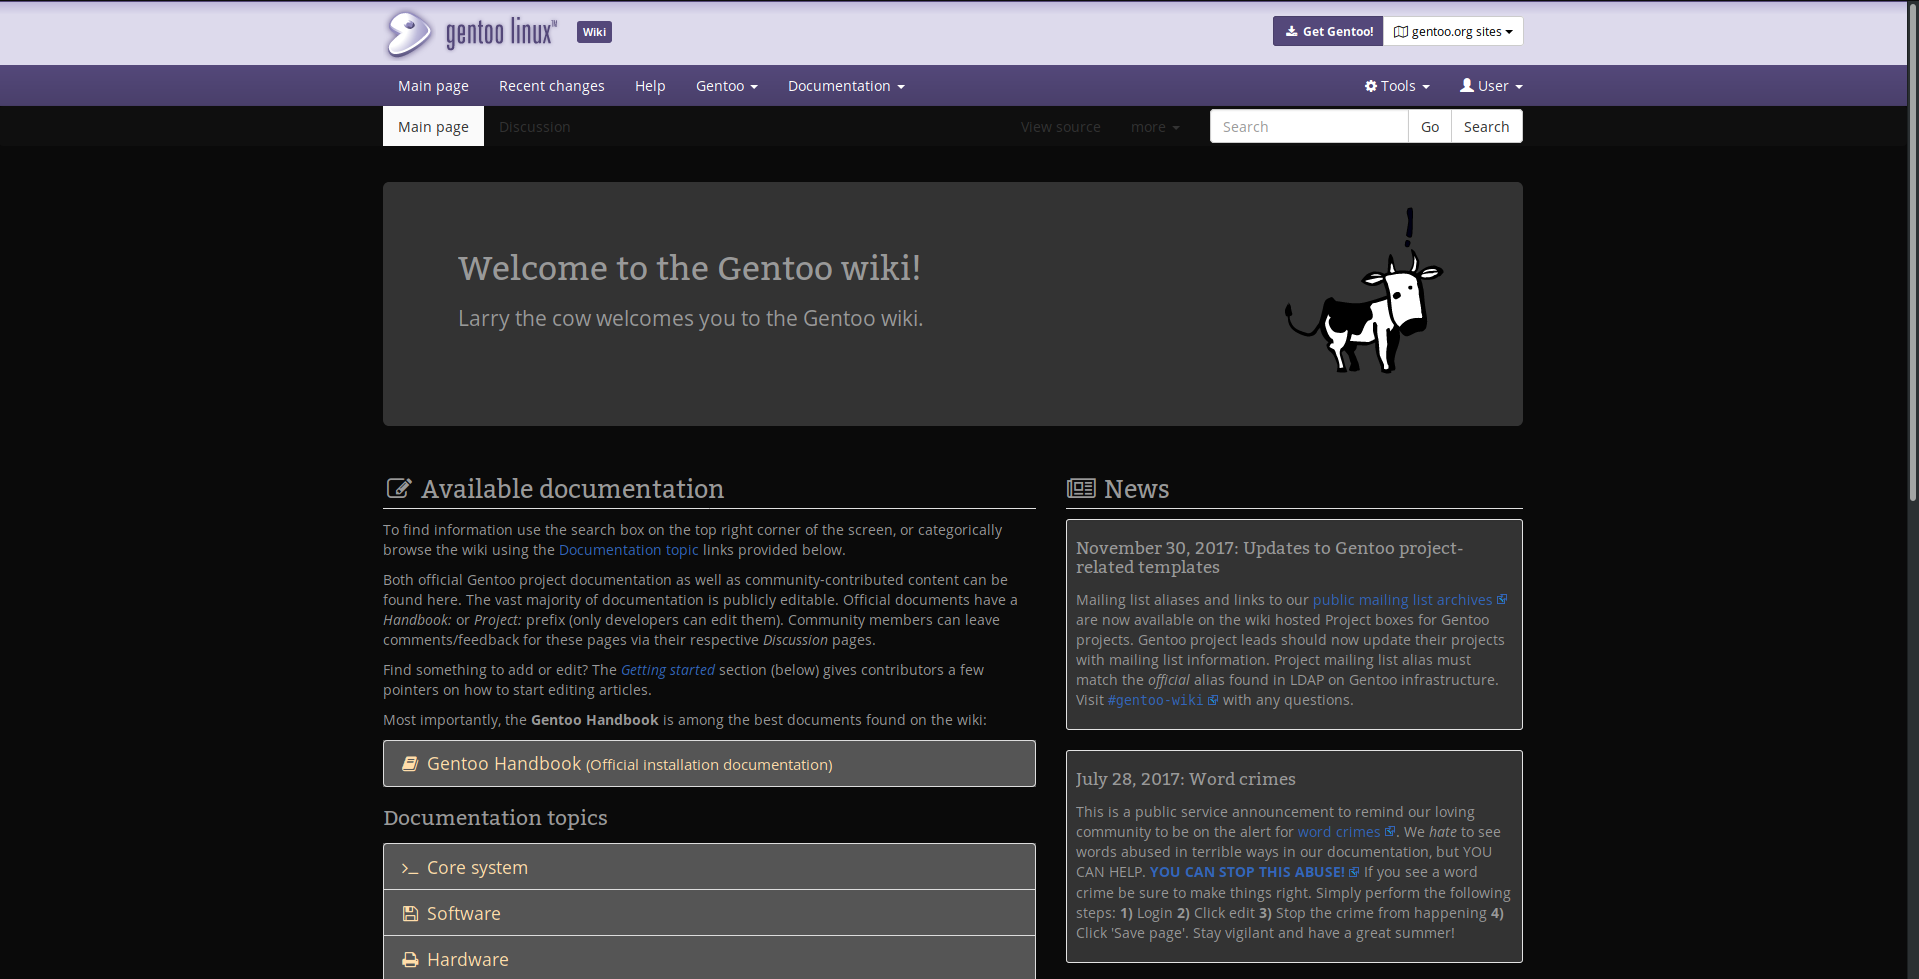 gentoo linux™ Wiki
Get Gentoo! gentoo.org sites
Main page Recent changes Help Gentoo Documentation Tools User
Main page Discussion View source more Search Go Search
!
Welcome to the Gentoo wiki!
Larry the cow welcomes you to the Gentoo wiki.
Available documentation
To find information use the search box on the top right corner of the screen, or categorically
browse the wiki using the Documentation topic links provided below.
Both official Gentoo project documentation as well as community-contributed content can be
found here. The vast majority of documentation is publicly editable. Official documents have a
Handbook: or Project: prefix (only developers can edit them). Community members can leave
comments/feedback for these pages via their respective Discussion pages.
Find something to add or edit? The Getting started section (below) gives contributors a few
pointers on how to start editing articles.
Most importantly, the Gentoo Handbook is among the best documents found on the wiki:
Gentoo Handbook (Official installation documentation)
Documentation topics
Core system
Software
Hardware
News
November 30, 2017: Updates to Gentoo project-
related templates
Mailing list aliases and links to our public mailing list archives
are now available on the wiki hosted Project boxes for Gentoo
projects. Gentoo project leads should now update their projects
with mailing list information. Project mailing list alias must
match the official alias found in LDAP on Gentoo infrastructure.
Visit #gentoo-wiki with any questions.
July 28, 2017: Word crimes
This is a public service announcement to remind our loving
community to be on the alert for word crimes. We hate to see
words abused in terrible ways in our documentation, but YOU
CAN HELP. YOU CAN STOP THIS ABUSE! If you see a word
crime be sure to make things right. Simply perform the following
steps: 1) Login 2) Click edit 3) Stop the crime from happening 4)
Click 'Save page'. Stay vigilant and have a great summer!